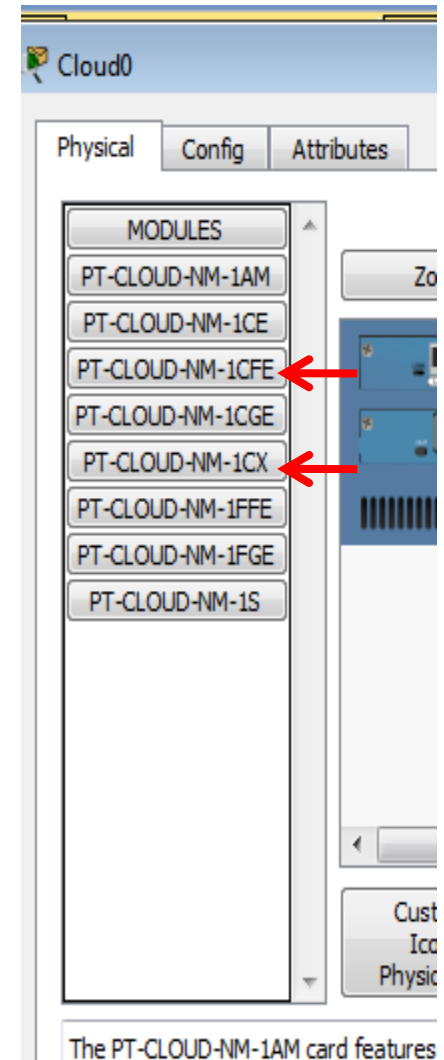 Cloud0
Physical Config Attributes
MODULES
PT-CLOUD-NM-1AM
PT-CLOUD-NM-1CE
PT-CLOUD-NM-1CFE
PT-CLOUD-NM-1CGE
PT-CLOUD-NM-1CX
PT-CLOUD-NM-1FFE
PT-CLOUD-NM-1FGE
PT-CLOUD-NM-1S
The PT-CLOUD-NM-1AM card features